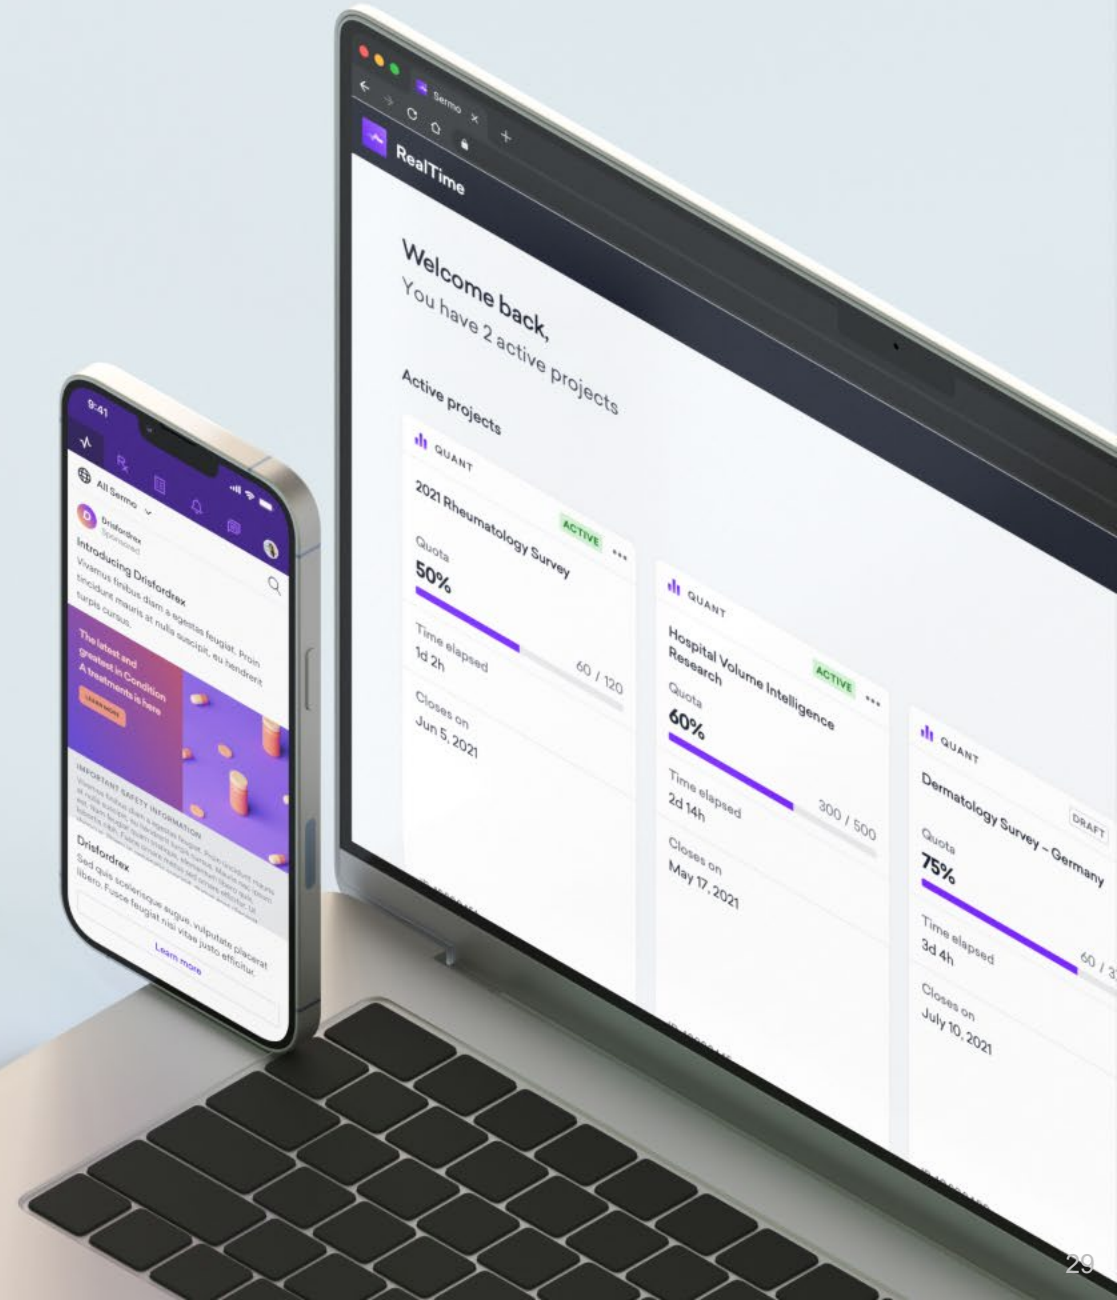 Sermo
RealTime
Welcome back,
You have 2 active projects
Active projects
QUANT
ACTIVE
2021 Rheumatology Survey
Quota
50%
60 / 120
Time elapsed
1d 2h
Closes on
Jun 5, 2021
QUANT
ACTIVE
Hospital Volume Intelligence
Research
Quota
60%
300 / 500
Time elapsed
2d 14h
Closes on
May 17, 2021
QUANT
DRAFT
Dermatology Survey - Germany
Quota
75%
60 /
Time elapsed
3d 4h
Closes on
July 10, 2021
9:41
All Sermo
D
Drisfordrex
Sponsored
Introducing Drisfordrex
Vivamus finibus diam a egestas feugiat. Proin
tincidunt mauris at nulla suscipit, eu hendrerit
turpis cursus.
The latest and
greatest in Condition
A treatments is here
LEARN MORE
IMPORTANT SAFETY INFORMATION
Drisfordrex
Sed quis scelerisque augue, vulputate placerat
libero. Fusce feugiat nisi vitae justo efficitur.
Learn more
29